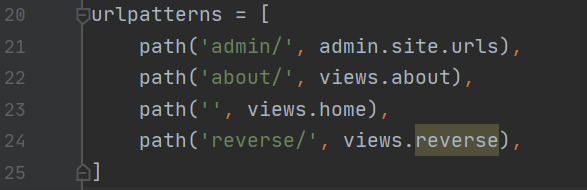 20 urlpatterns = [
21     path('admin/', admin.site.urls),
22     path('about/', views.about),
23     path('', views.home),
24     path('reverse/', views.reverse),
25 ]